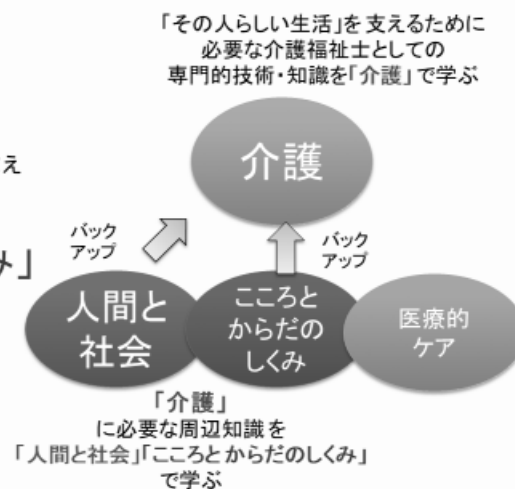 「その人らしい生活」を支えるために
必要な介護福祉士としての
専門的技術・知識を「介護」で学ぶ
介護
え
バック
アップ
バック
アップ
み」
人間と
社会
こころと
からだの
しくみ
医療的
ケア
「介護」
に必要な周辺知識を
「人間と社会」「こころとからだのしくみ」
で学ぶ